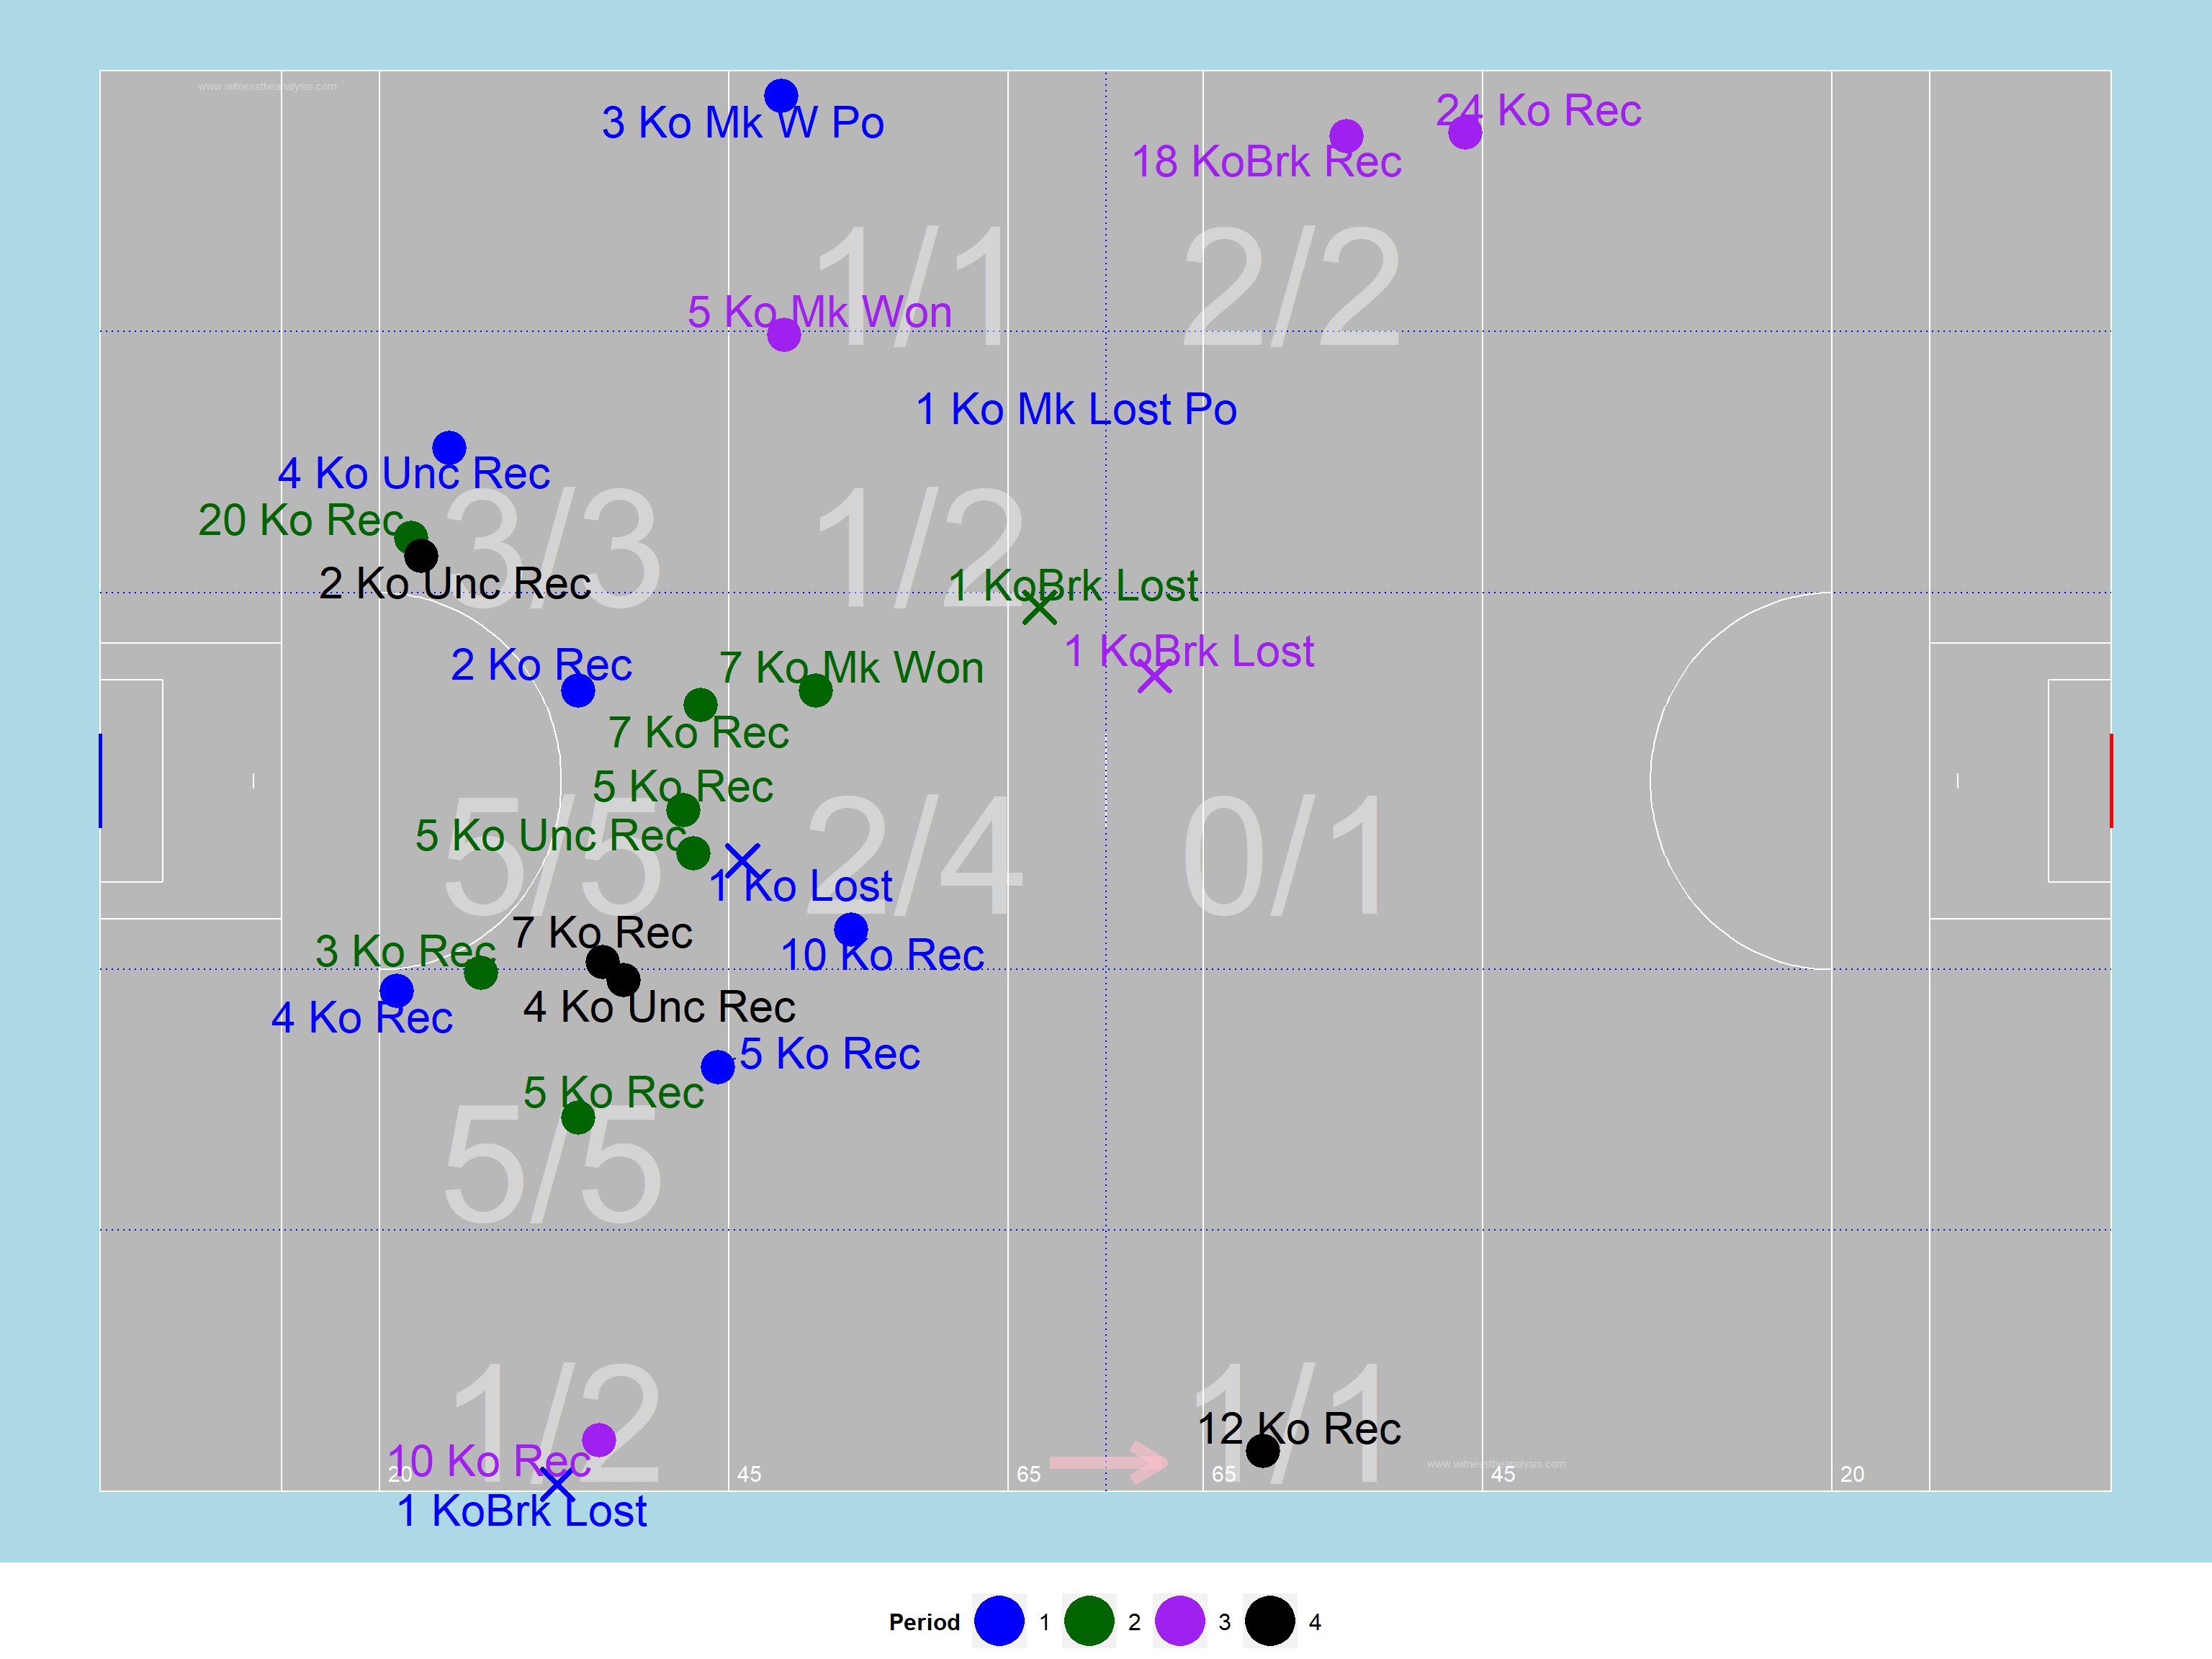 www.witnesstheanalysis.com
3 Ko Mk W Po
24 Ko Rec
18 KoBrk Rec
1/1
2/2
5 Ko Mk Won
1 Ko Mk Lost Po
4 Ko Unc Rec
20 Ko Rec
3/3
1/2
2 Ko Unc Rec
1 KoBrk Lost
1 KoBrk Lost
2 Ko Rec
7 Ko Mk Won
7 Ko Rec
5 Ko Rec
5 Ko Unc Rec
5/5
2/4
0/1
1 Ko Lost
7 Ko Rec
3 Ko Rec
10 Ko Rec
4 Ko Unc Rec
4 Ko Rec
5 Ko Rec
5 Ko Rec
5/5
1/2
1/1
12 Ko Rec
10 Ko Rec
www.witnesstheanalysis.com
20 45 65 65 45 20
1 KoBrk Lost
Period 1 2 3 4